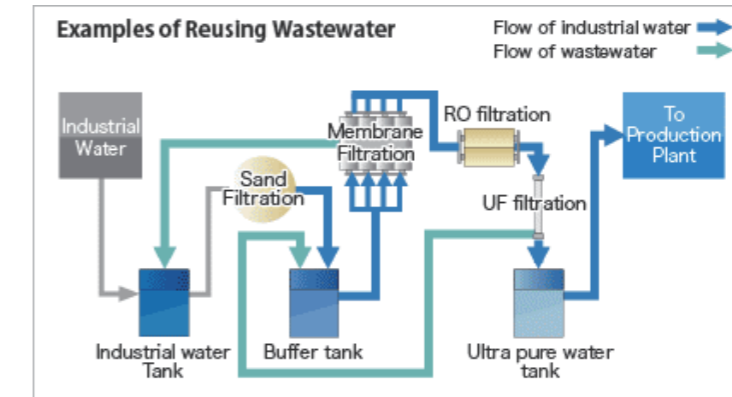 Examples of Reusing Wastewater
Flow of industrial water
Flow of wastewater
Industrial
Water
Sand
Filtration
Membrane
Filtration
RO filtration
UF filtration
To
Production
Plant
Industrial water
Tank
Buffer tank
Ultra pure water
tank